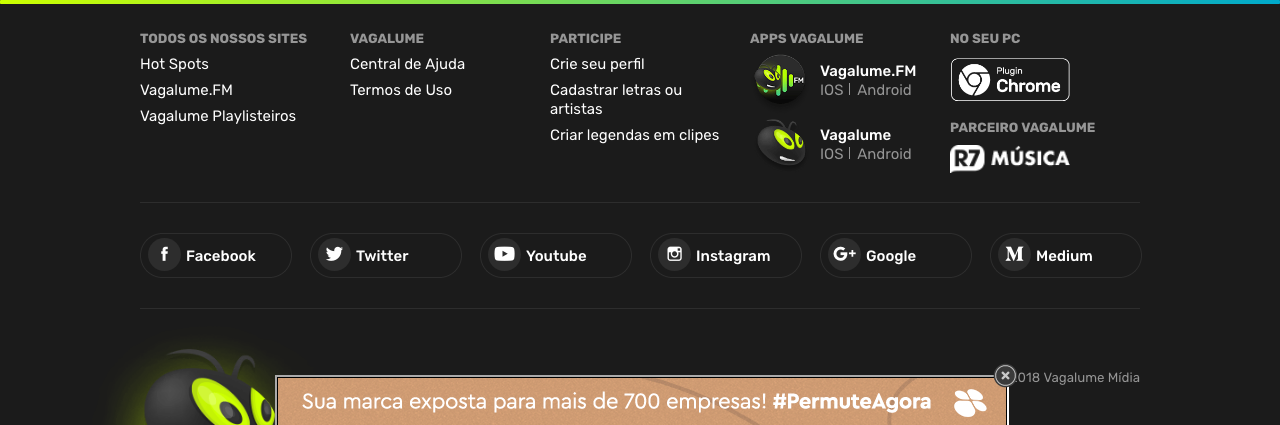 TODOS OS NOSSOS SITES
Hot Spots
Vagalume.FM
Vagalume Playlisteiros
VAGALUME
Central de Ajuda
Termos de Uso
PARTICIPE
Crie seu perfil
Cadastrar letras ou
artistas
Criar legendas em clipes
APPS VAGALUME
FM
Vagalume.FM
IOS | Android
Vagalume
IOS | Android
NO SEU PC
Plugin
Chrome
PARCEIRO VAGALUME
R7 MÚSICA
Facebook
Twitter
Youtube
Instagram
G+ Google
M Medium
2018 Vagalume Mídia
Sua marca exposta para mais de 700 empresas! #PermuteAgora